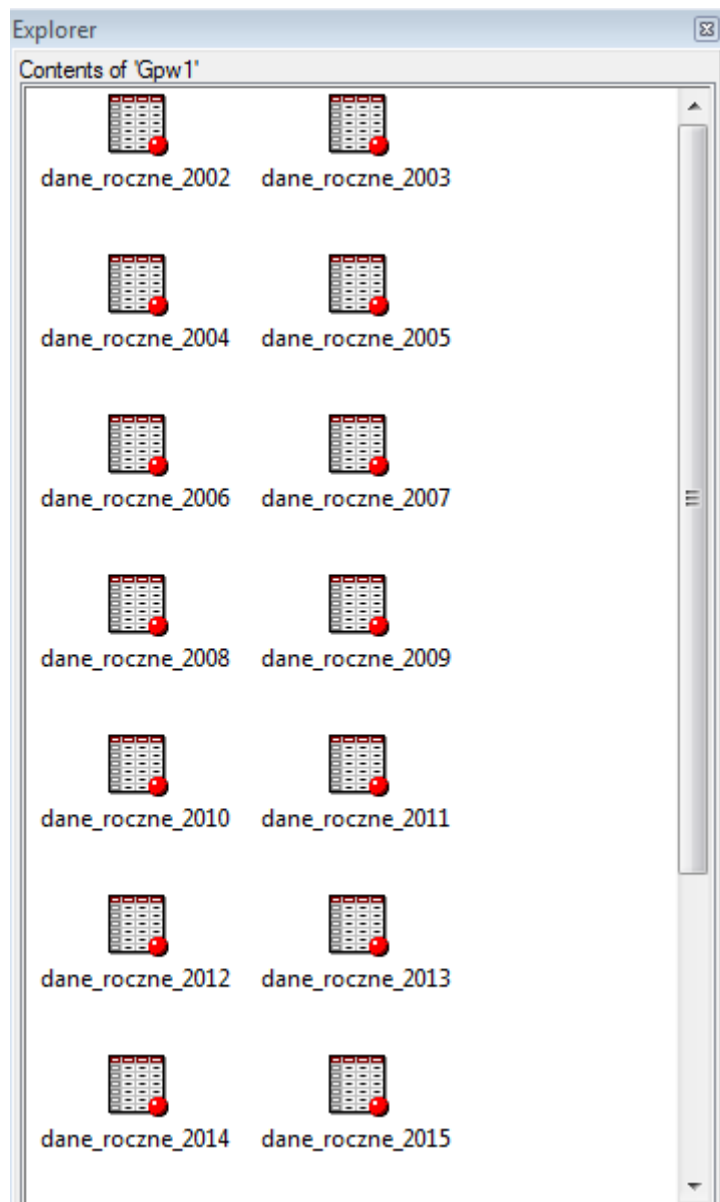 Explorer
Contents of 'Gpw1'
dane_roczne_2002 dane_roczne_2003
dane_roczne_2004 dane_roczne_2005
dane_roczne_2006 dane_roczne_2007
dane_roczne_2008 dane_roczne_2009
dane_roczne_2010 dane_roczne_2011
dane_roczne_2012 dane_roczne_2013
dane_roczne_2014 dane_roczne_2015